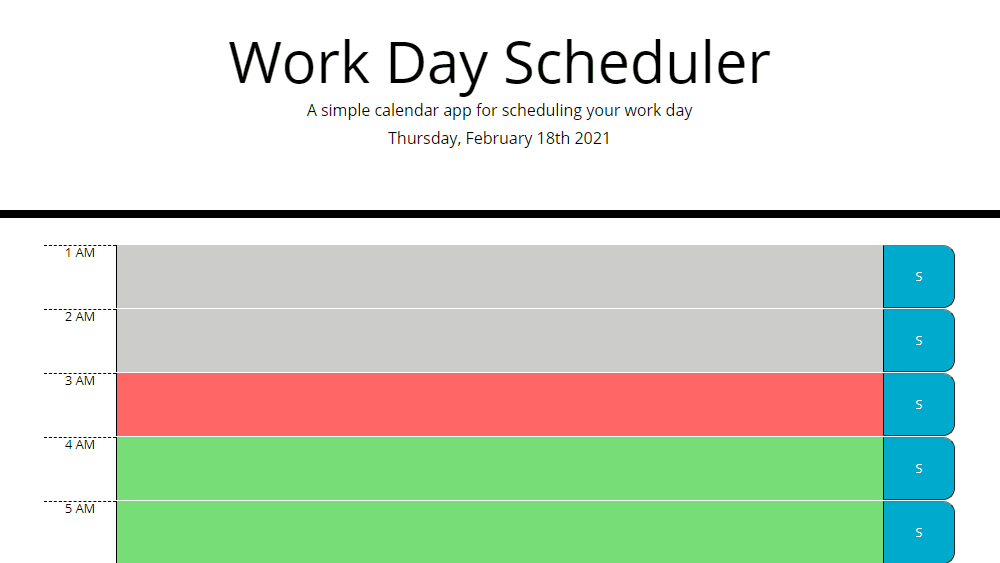 Work Day Scheduler
A simple calendar app for scheduling your work day
Thursday, February 18th 2021
1 AM
S
2 AM
S
3 AM
S
4 AM
S
5 AM
S